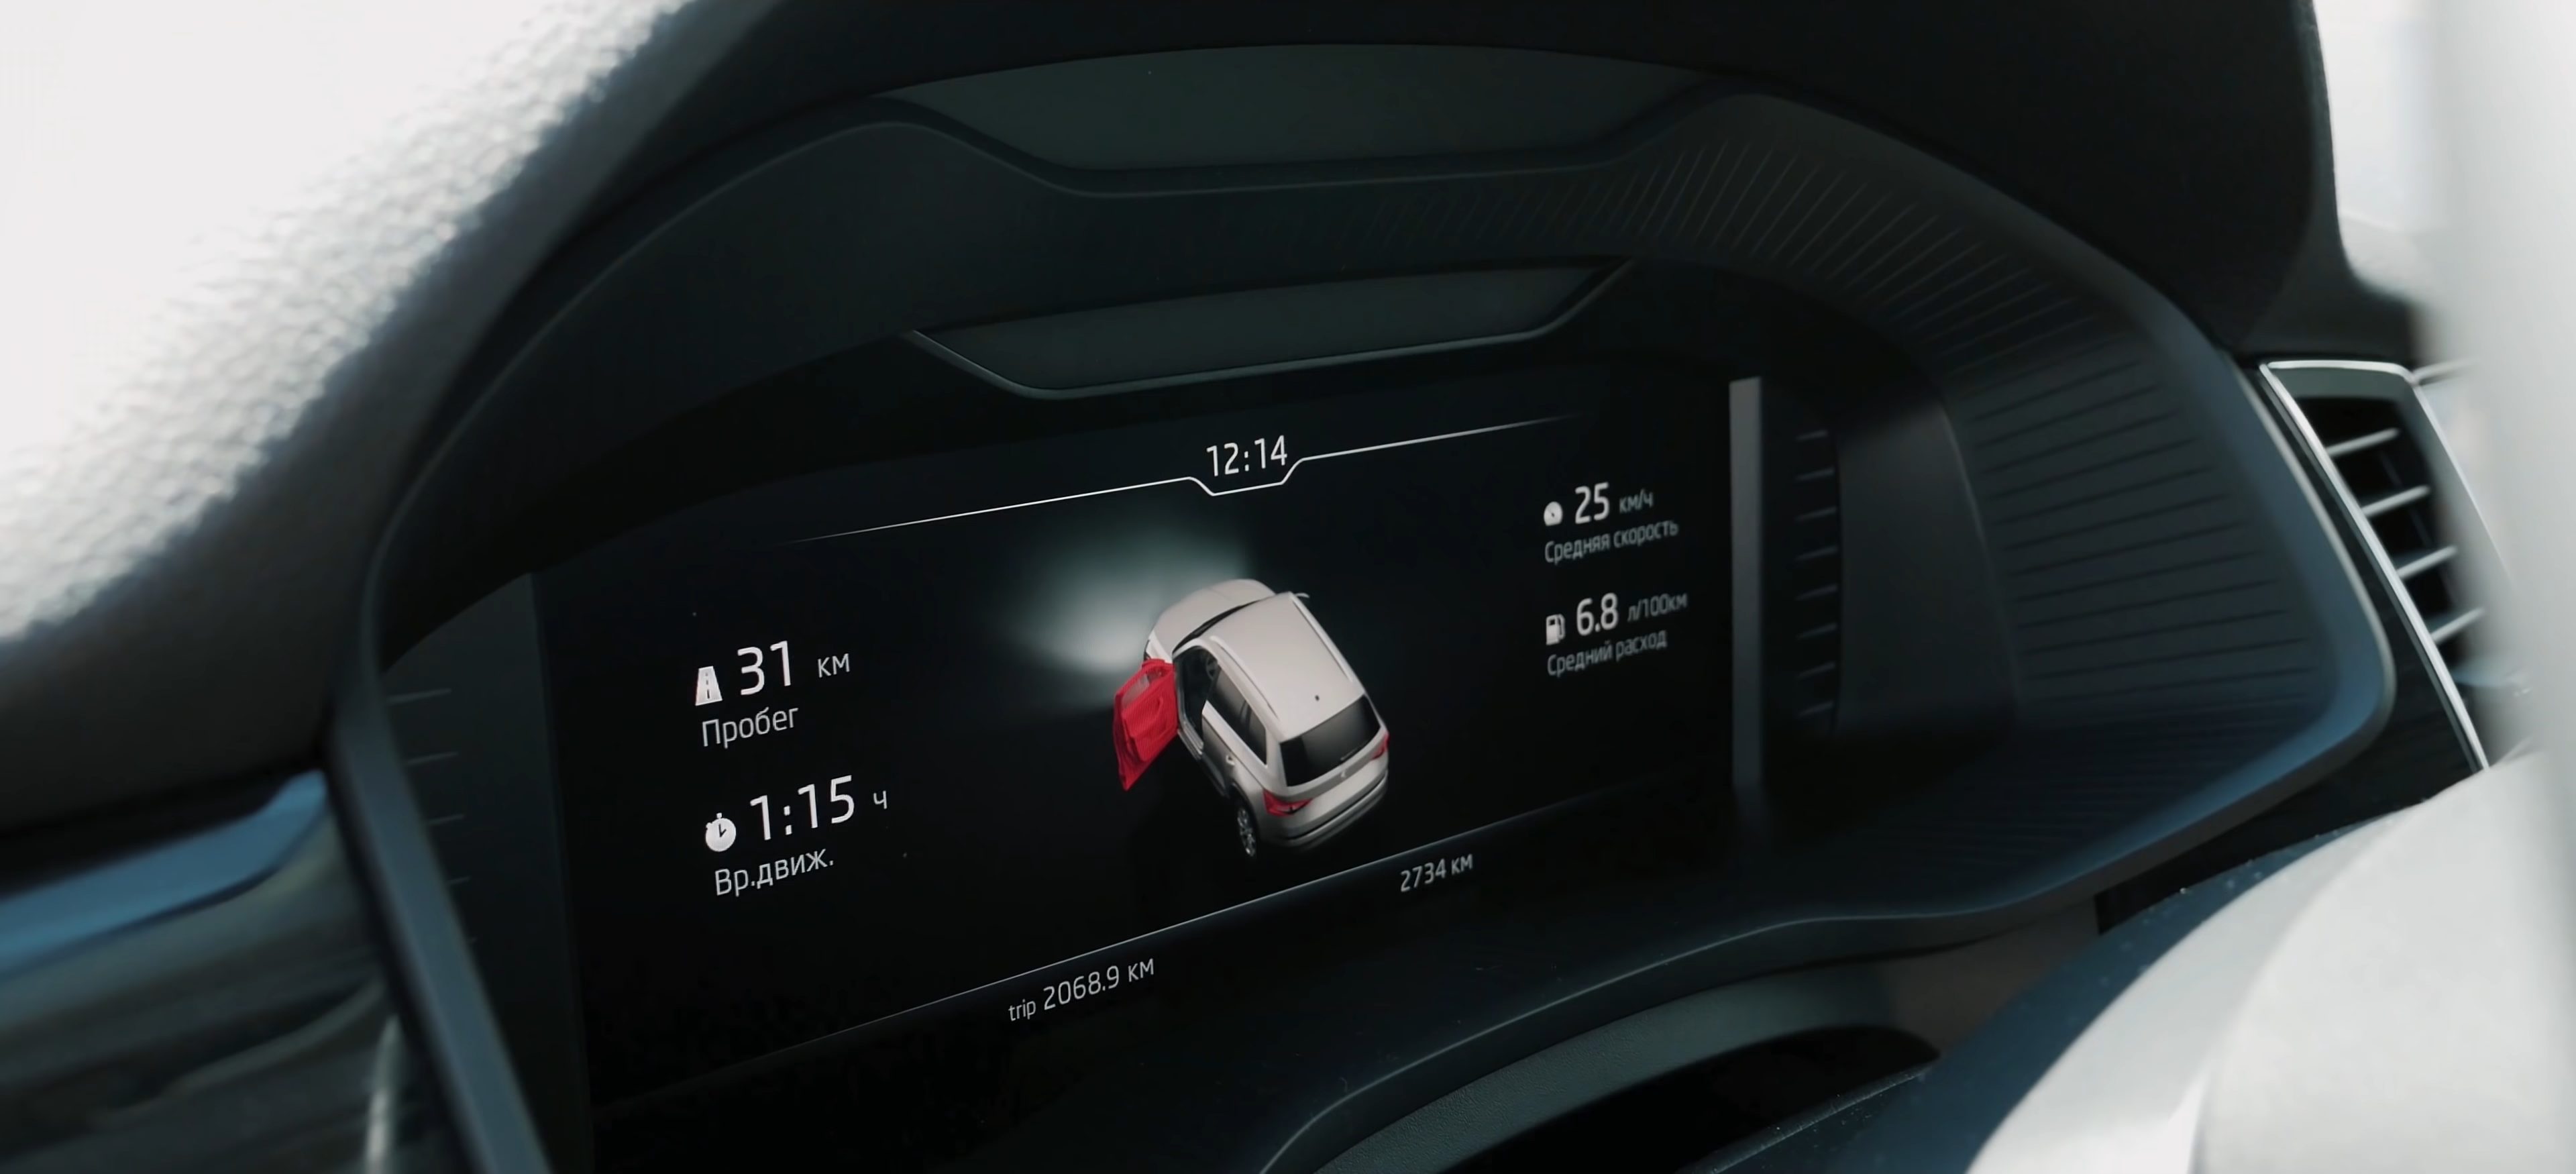 12:14
31 км
Пробег
1:15 ч
Вр.движ.
25 км/ч
Средняя скорость
6.8 л/100км
Средний расход
trip 2068.9 км
2734 км